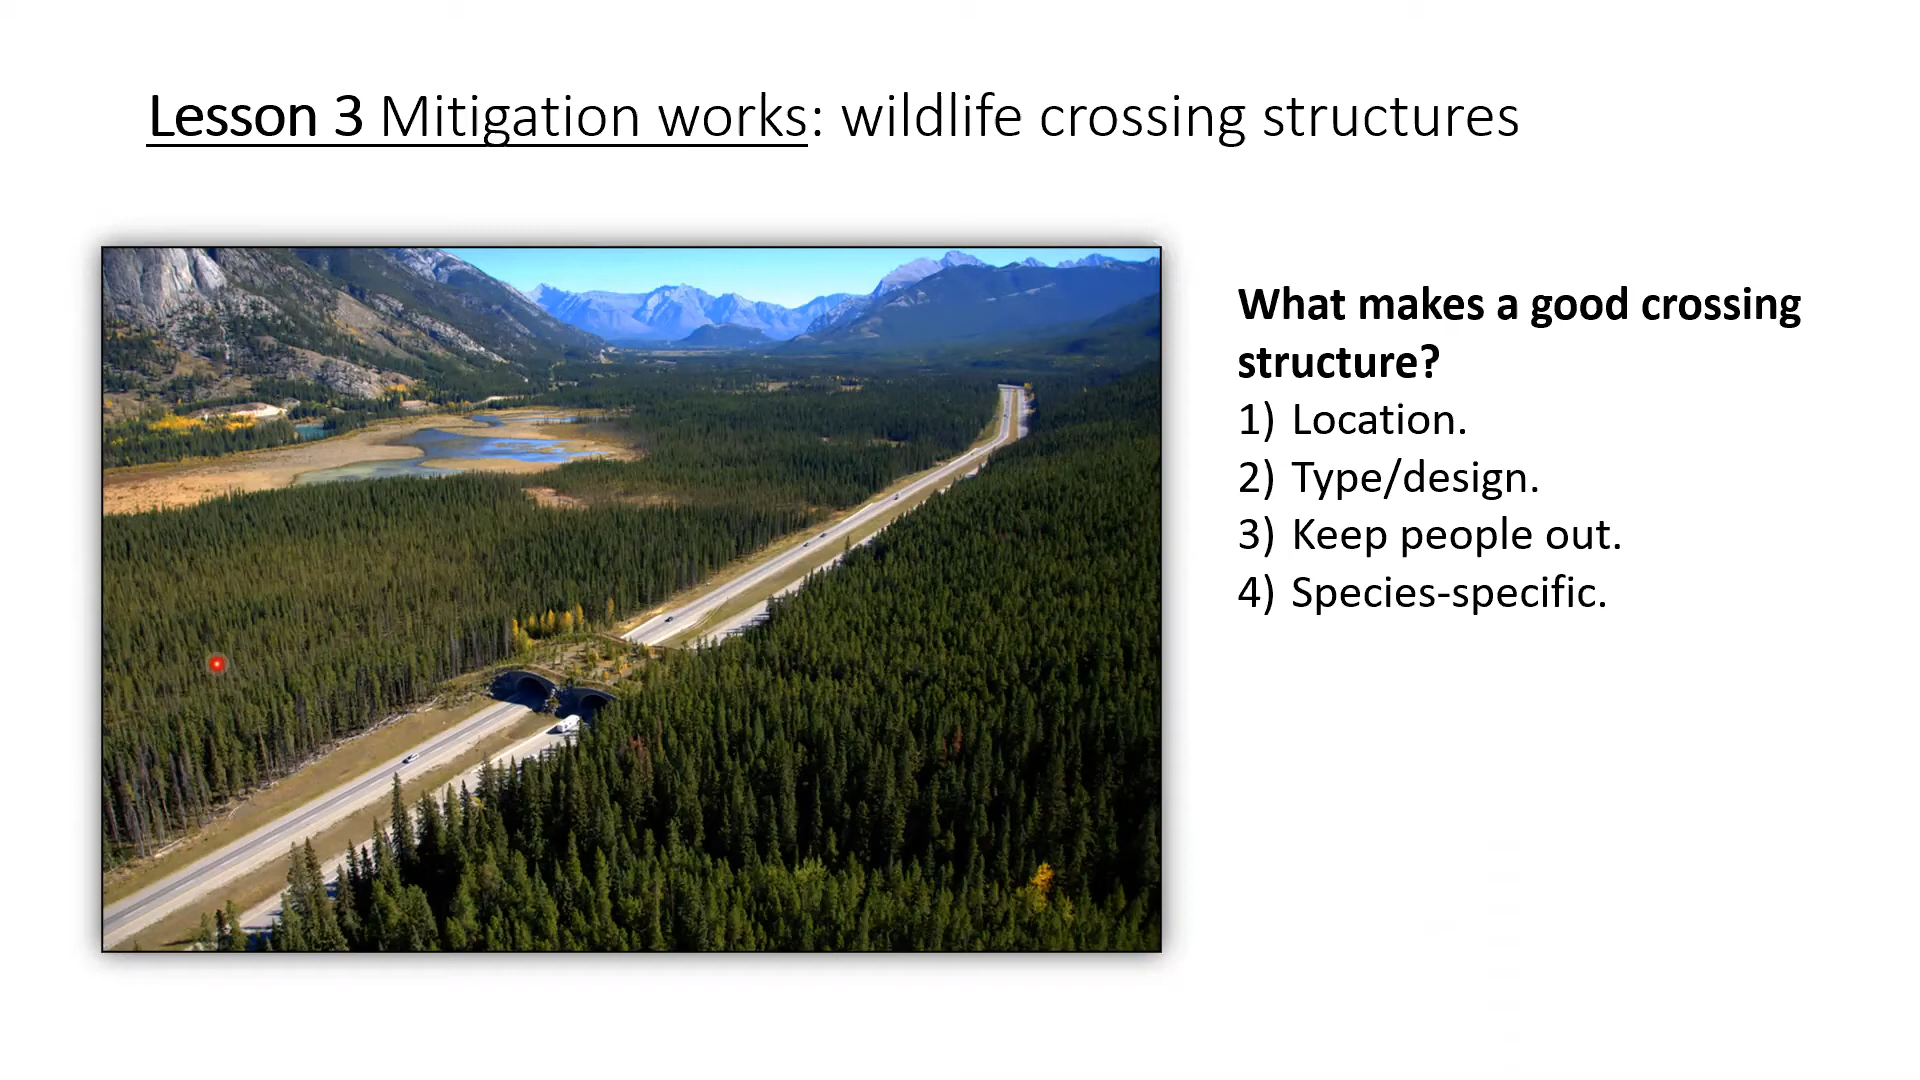 Lesson 3 Mitigation works: wildlife crossing structures
What makes a good crossing
structure?
1) Location.
2) Type/design.
3) Keep people out.
4) Species-specific.